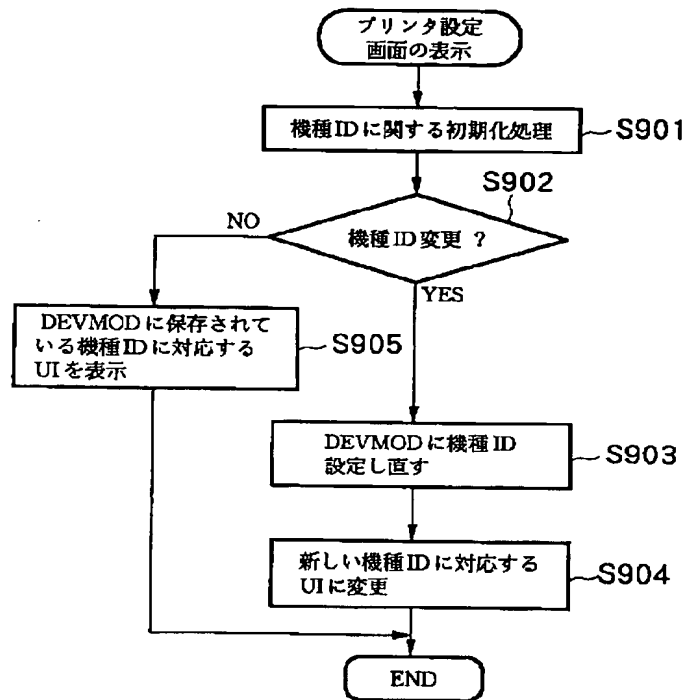 プリンタ設定
画面の表示
機種IDに関する初期化処理
S901
S902
機種ID変更？
NO
YES
DEVMODに保存されて
いる機種IDに対応する
UIを表示
S905
DEVMODに機種ID
設定し直す
S903
新しい機種IDに対応する
UIに変更
S904
END